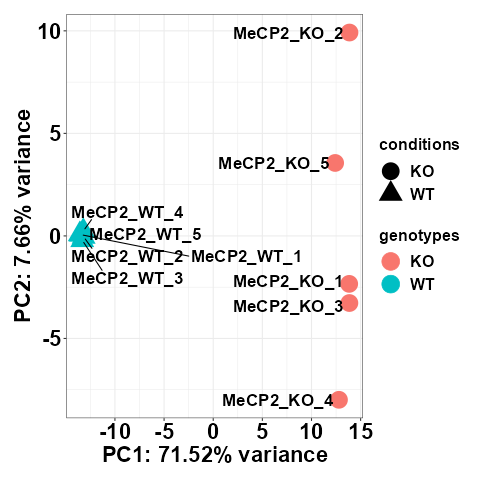 10
5
0
-5
PC2: 7.66% variance
MeCP2_KO_2
MeCP2_KO_5
MeCP2_WT_4
MeCP2_WT_5
MeCP2_WT_2
MeCP2_WT_1
MeCP2_WT_3
MeCP2_KO_1
MeCP2_KO_3
MeCP2_KO_4
-10 -5 0 5 10 15
PC1: 71.52% variance
conditions
KO
WT
genotypes
KO
WT